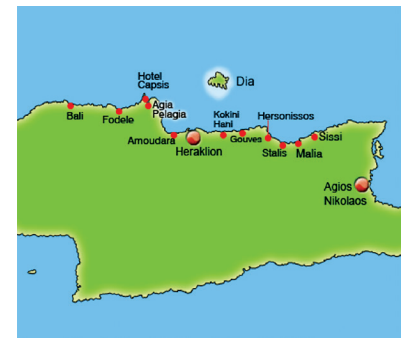 Hotel
Capsis
Dia
Agia
Pelagia
Bali
Fodele
Kokini
Hani
Hersonissos
Amoudara
Heraklion
Gouves
Stalis
Malia
Sissi
Agios
Nikolaos